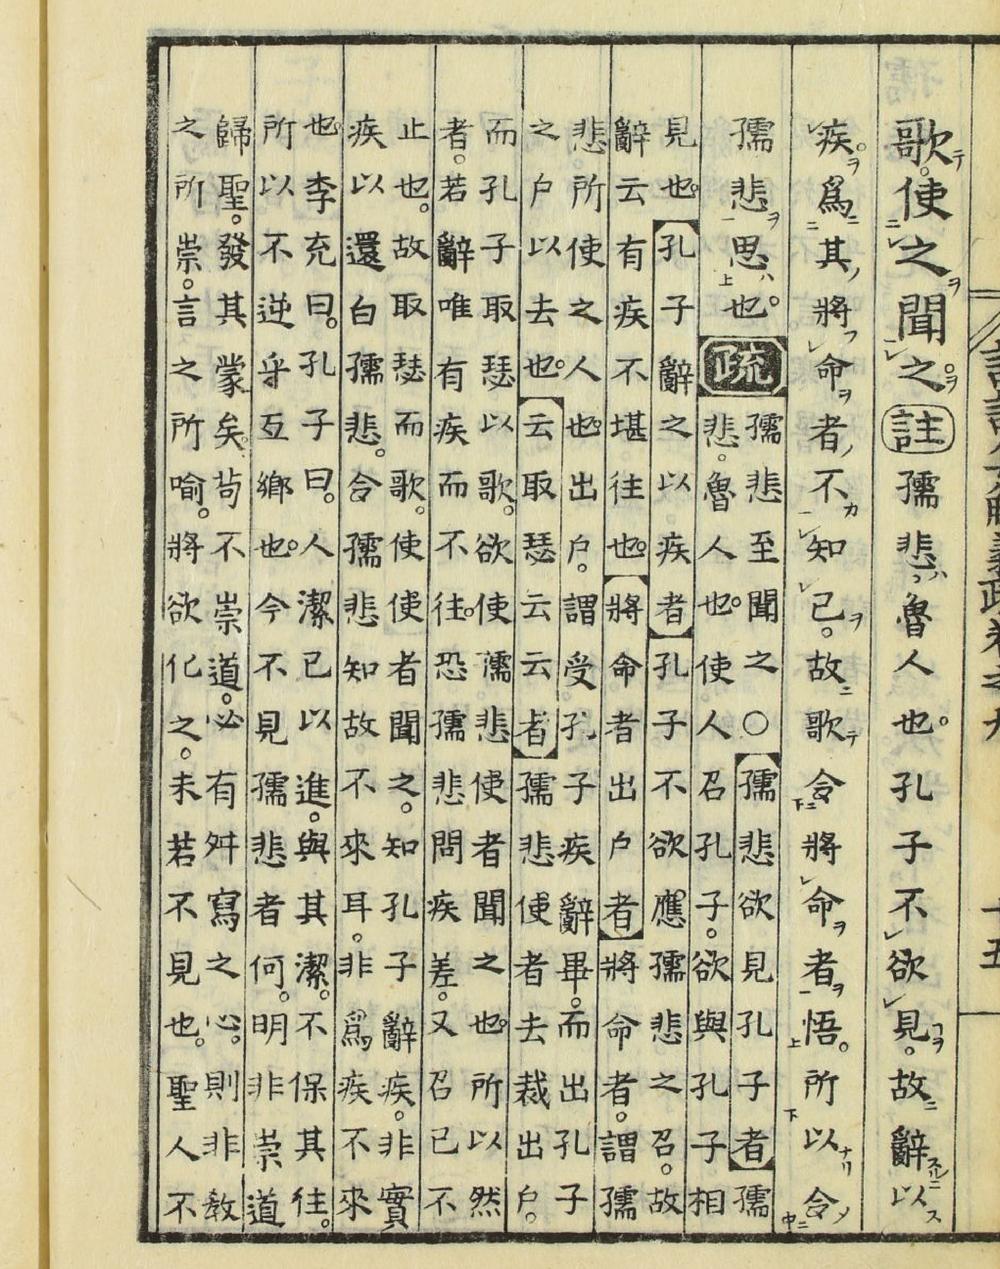 歌。使之聞之。註孺悲。魯人也。孔子不欲見。故辭以
疾。爲其將命者不知己。故歌令將命者悟。所以令
孺悲思也。疏
孺悲至聞之〇孺悲欲見孔子者孺
悲。魯人也。使人召孔子。欲與孔子相
見也。孔子辭之以疾者孔子不欲應孺悲之召。故
辭云有疾不堪往也。將命者出户者將命者。謂孺
悲所使之人也出户。謂受孔子疾辭畢。而出孔子
之户以去也。云取瑟云云者孺悲使者去裁出户。
而孔子取瑟以歌。欲使孺悲使者聞之也。所以然
者。若辭唯有疾而不往。恐孺悲問疾差。又召己不
止也。故取瑟而歌。使使者聞之。知孔子辭疾。非實
疾以還白孺悲。令孺悲知故不來耳。非爲疾不來
也。李充曰。孔子曰。人潔己以進。與其潔。不保其往。
所以不逆乎互鄉也。今不見孺悲者何。明非崇道
歸聖。發其蒙矣。苟不崇道。必有舛寫之心。則非敎
之所崇。言之所喻。將欲化之。未若不見也。聖人不